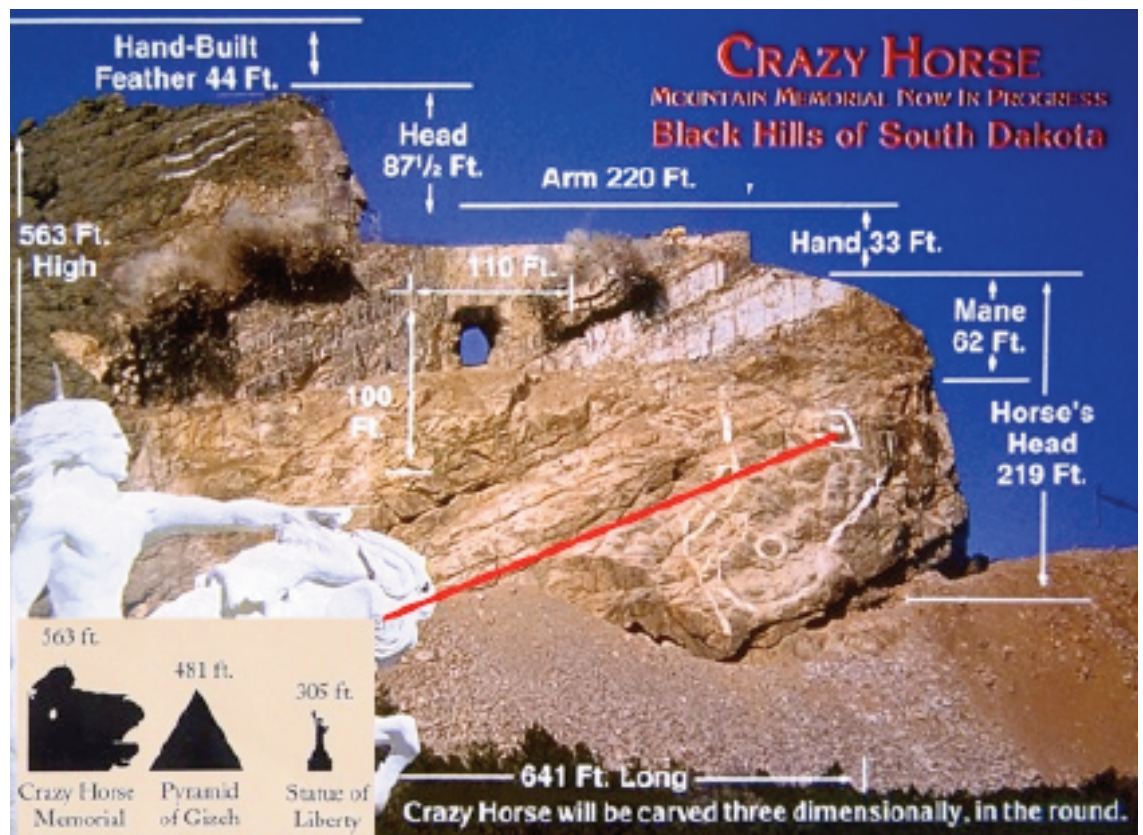 CRAZY HORSE
MOUNTAIN MEMORIAL NOW IN PROGRESS
Black Hills of South Dakota
Hand-Built
Feather 44 Ft.
Head
87½ Ft.
Arm 220 Ft.
563 Ft.
High
Hand 33 Ft.
110 Ft.
Mane
62 Ft.
100
Ft.
Horse's
Head
219 Ft.
563 ft.
481 ft.
305 ft.
Crazy Horse
Memorial
Pyramid
of Gizeh
Statue of
Liberty
641 Ft. Long
Crazy Horse will be carved three dimensionally, in the round.